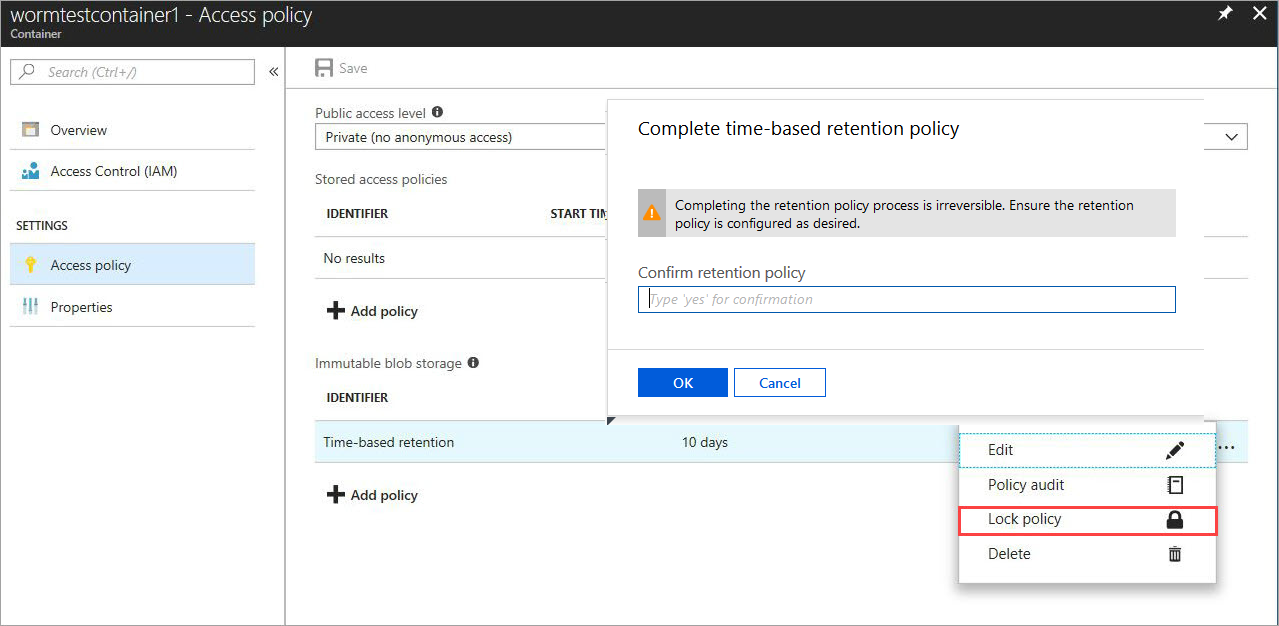 wormtestcontainer1 - Access policy
Container
Search (Ctrl+/)
«
Overview
Access Control (IAM)
SETTINGS
Access policy
Properties
Save
Public access level
Private (no anonymous access)
Stored access policies
IDENTIFIER START TIM
No results
Add policy
Immutable blob storage
IDENTIFIER
Time-based retention 10 days
Add policy
Complete time-based retention policy
Completing the retention policy process is irreversible. Ensure the retention
policy is configured as desired.
Confirm retention policy
Type 'yes' for confirmation
OK Cancel
Edit
Policy audit
Lock policy
Delete